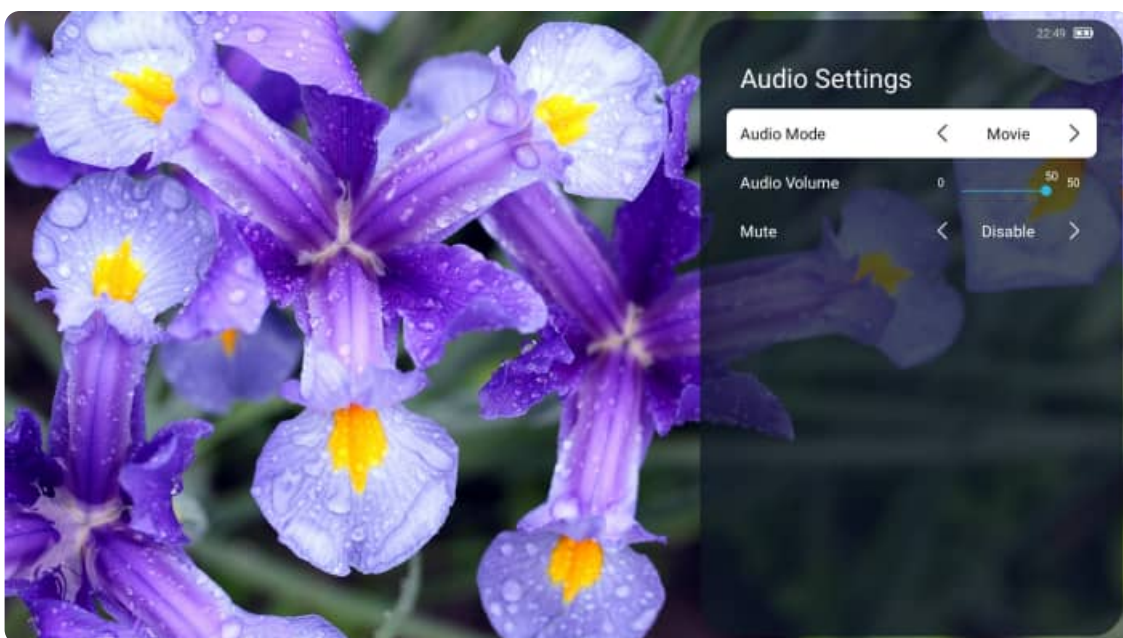 22:49
Audio Settings
Audio Mode < Movie >
Audio Volume 0 50 50
Mute < Disable >